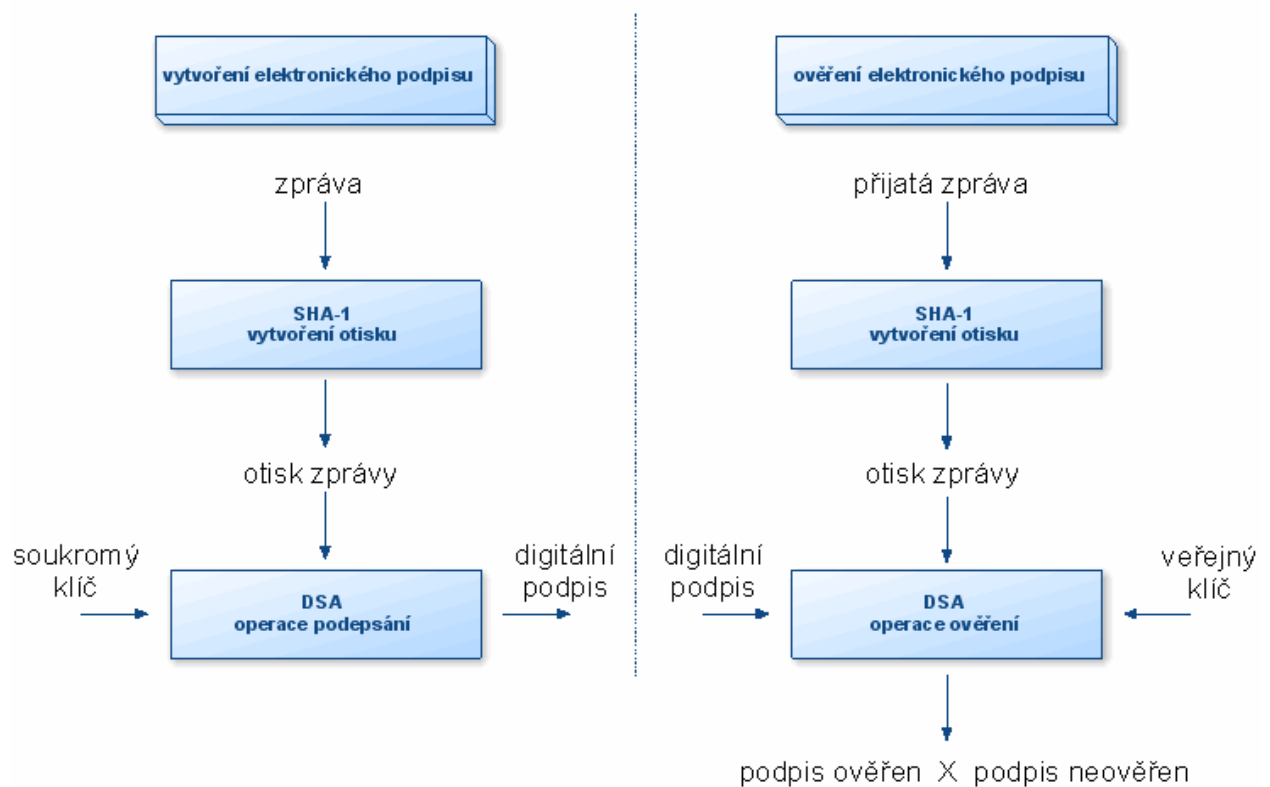 vytvoření elektronického podpisu
zpráva
SHA-1
vytvoření otisku
otisk zprávy
soukromý
klíč
DSA
operace podepsání
digitální
podpis
ověření elektronického podpisu
přijatá zpráva
SHA-1
vytvoření otisku
otisk zprávy
digitální
podpis
DSA
operace ověření
veřejný
klíč
podpis ověřen X podpis neověřen